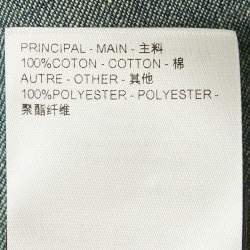 PRINCIPAL - MAIN - 主料
100%COTON - COTTON - 棉
AUTRE - OTHER - 其他
100%POLYESTER - POLYESTER -
聚酯纤维